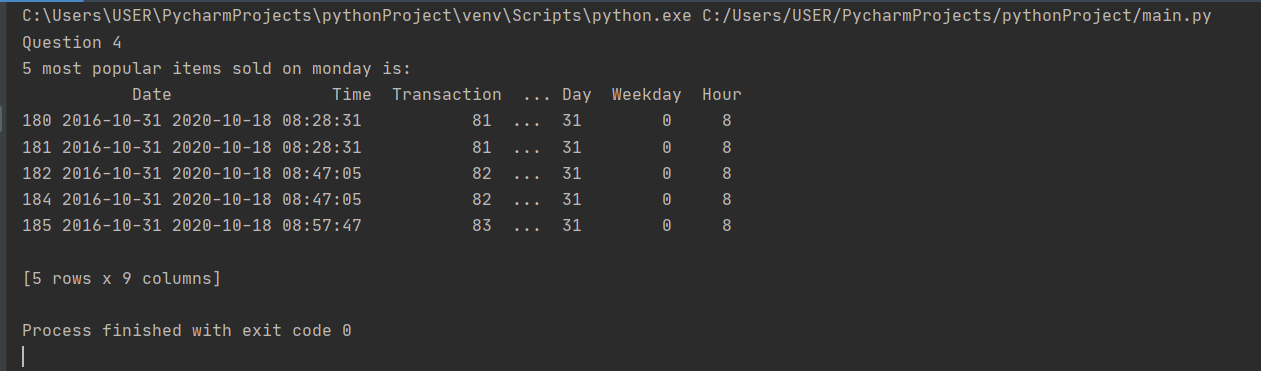 C:\Users\USER\PycharmProjects\pythonProject\venv\Scripts\python.exe C:/Users/USER/PycharmProjects/pythonProject/main.py
Question 4
5 most popular items sold on monday is:
           Date                Time  Transaction  ... Day  Weekday  Hour
180 2016-10-31 2020-10-18 08:28:31           81  ...  31        0     8
181 2016-10-31 2020-10-18 08:28:31           81  ...  31        0     8
182 2016-10-31 2020-10-18 08:47:05           82  ...  31        0     8
184 2016-10-31 2020-10-18 08:47:05           82  ...  31        0     8
185 2016-10-31 2020-10-18 08:57:47           83  ...  31        0     8
[5 rows x 9 columns]
Process finished with exit code 0